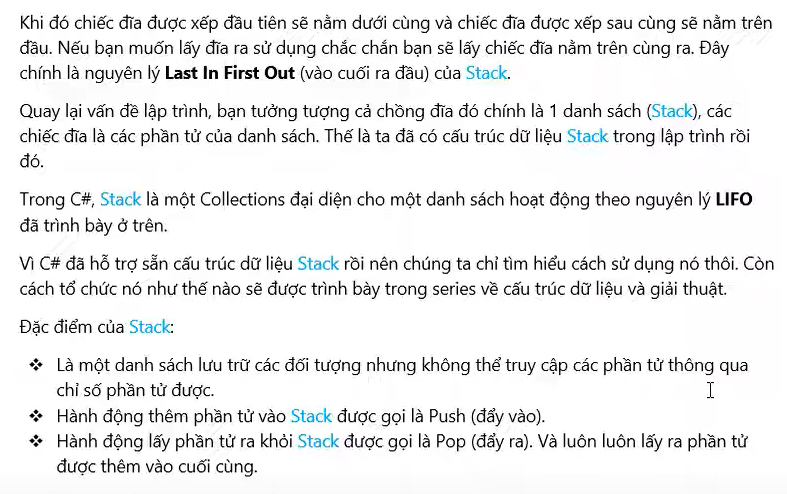 Khi đó chiếc đĩa được xếp đầu tiên sẽ nằm dưới cùng và chiếc đĩa được xếp sau cùng sẽ nằm trên
đầu. Nếu bạn muốn lấy đĩa ra sử dụng chắc chắn bạn sẽ lấy chiếc đĩa nằm trên cùng ra. Đây
chính là nguyên lý Last In First Out (vào cuối ra đầu) của Stack.
Quay lại vấn đề lập trình, bạn tưởng tượng cả chồng đĩa đó chính là 1 danh sách (Stack), các
chiếc đĩa là các phần tử của danh sách. Thế là ta đã có cấu trúc dữ liệu Stack trong lập trình rồi
đó.
Trong C#, Stack là một Collections đại diện cho một danh sách hoạt động theo nguyên lý LIFO
đã trình bày ở trên.
Vì C# đã hỗ trợ sẵn cấu trúc dữ liệu Stack rồi nên chúng ta chỉ tìm hiểu cách sử dụng nó thôi. Còn
cách tổ chức nó như thế nào sẽ được trình bày trong series về cấu trúc dữ liệu và giải thuật.
Đặc điểm của Stack:
❖ Là một danh sách lưu trữ các đối tượng nhưng không thể truy cập các phần tử thông qua
chỉ số phần tử được.
❖ Hành động thêm phần tử vào Stack được gọi là Push (đẩy vào).
❖ Hành động lấy phần tử ra khỏi Stack được gọi là Pop (đẩy ra). Và luôn luôn lấy ra phần tử
được thêm vào cuối cùng.